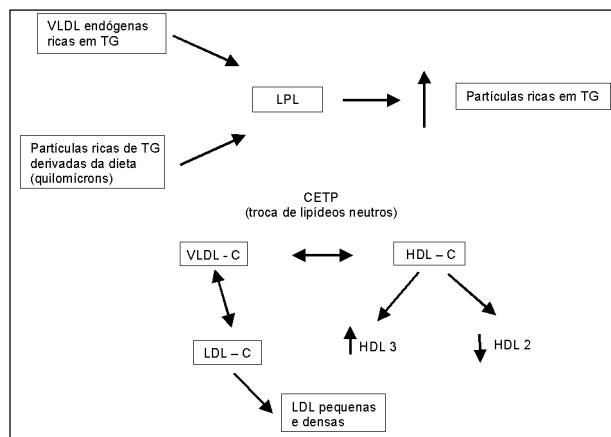 VLDL endógenas
ricas em TG
LPL
Partículas ricas em TG
Partículas ricas de TG
derivadas da dieta
(quilomícrons)
CETP
(troca de lipídeos neutros)
VLDL - C
HDL – C
LDL – C
HDL 3
HDL 2
LDL pequenas
e densas